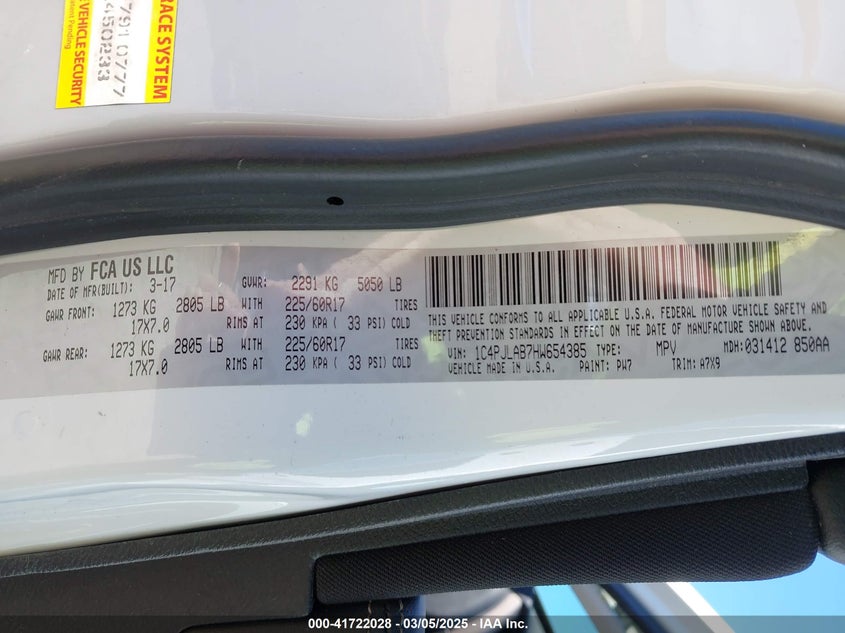 RACE SYSTEM
7910777
450233
VEHICLE SECURITY
Patent Pending
MFD BY FCA US LLC
DATE OF MFR(BUILT): 3-17
GVWR: 2291 KG 5050 LB
GAWR FRONT: 1273 KG 2805 LB WITH 225/60R17 TIRES
17X7.0 RIMS AT 230 KPA ( 33 PSI) COLD
GAWR REAR: 1273 KG 2805 LB WITH 225/60R17 TIRES
17X7.0 RIMS AT 230 KPA ( 33 PSI) COLD
THIS VEHICLE CONFORMS TO ALL APPLICABLE U.S.A. FEDERAL MOTOR VEHICLE SAFETY AND
THEFT PREVENTION STANDARDS IN EFFECT ON THE DATE OF MANUFACTURE SHOWN ABOVE.
VIN: 1C4PJLAB7HW654385 TYPE: MPV MDH: 031412 850AA
VEHICLE MADE IN U.S.A. PAINT: PW7 TRIM: A7X9
000-41722028 - 03/05/2025 - IAA Inc.